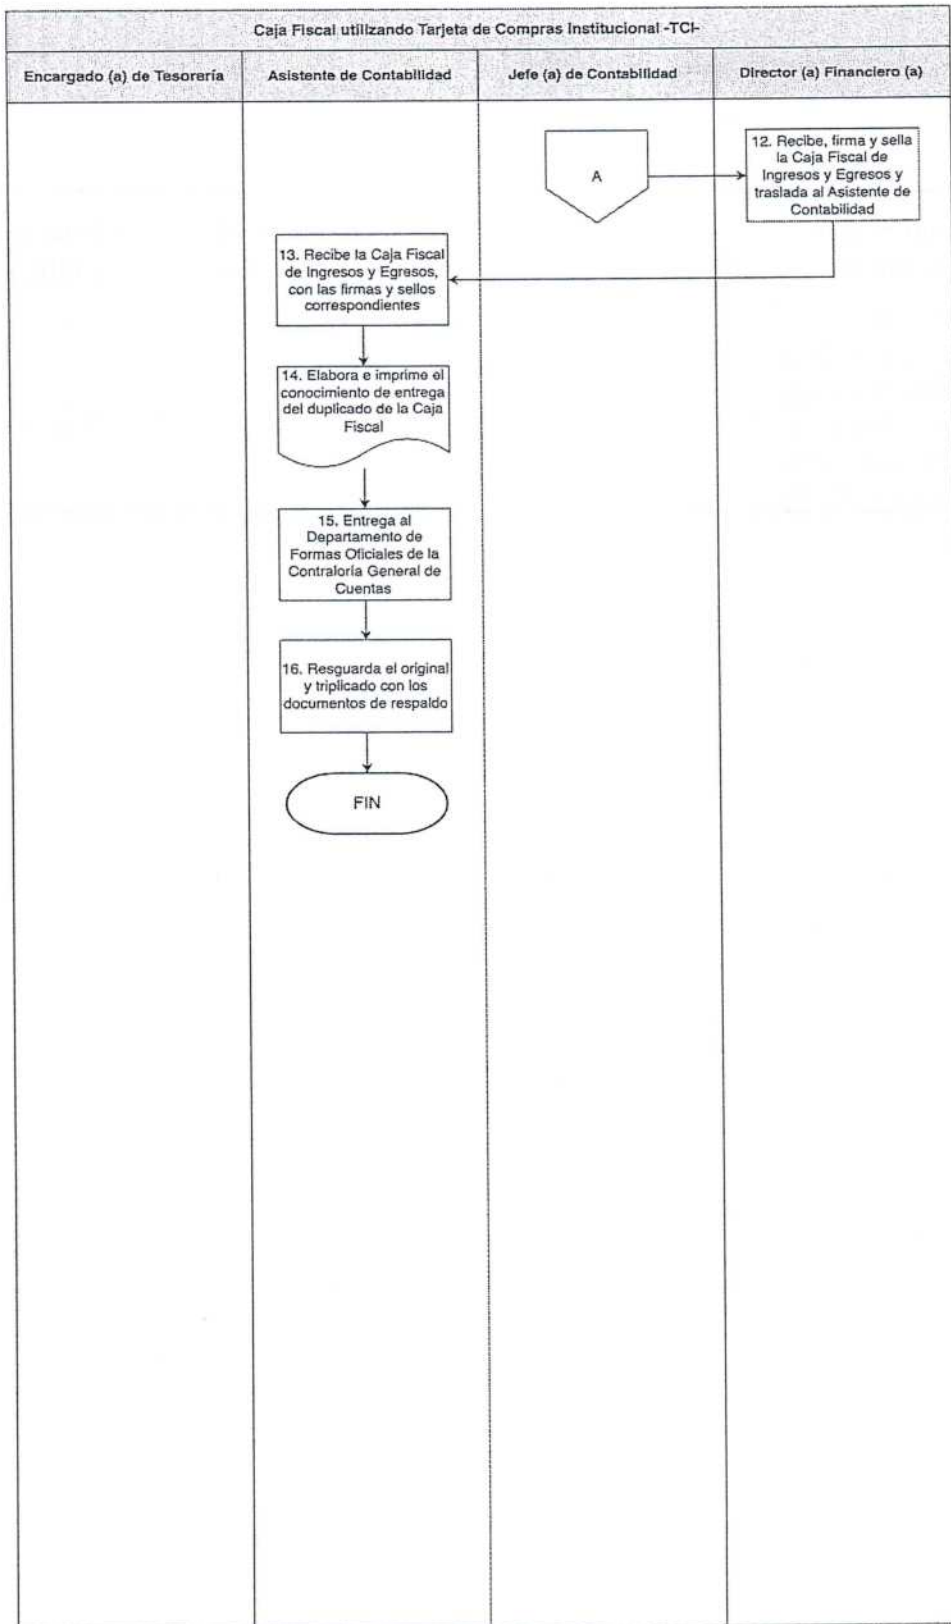 Caja Fiscal utilizando Tarjeta de Compras Institucional -TCI-
Encargado (a) de Tesorería
Asistente de Contabilidad
Jefe (a) de Contabilidad
Director (a) Financiero (a)
A
12. Recibe, firma y sella
la Caja Fiscal de
Ingresos y Egresos y
traslada al Asistente de
Contabilidad
13. Recibe la Caja Fiscal
de Ingresos y Egresos,
con las firmas y sellos
correspondientes
14. Elabora e imprime el
conocimiento de entrega
del duplicado de la Caja
Fiscal
15. Entrega al
Departamento de
Formas Oficiales de la
Contraloría General de
Cuentas
16. Resguarda el original
y triplicado con los
documentos de respaldo
FIN